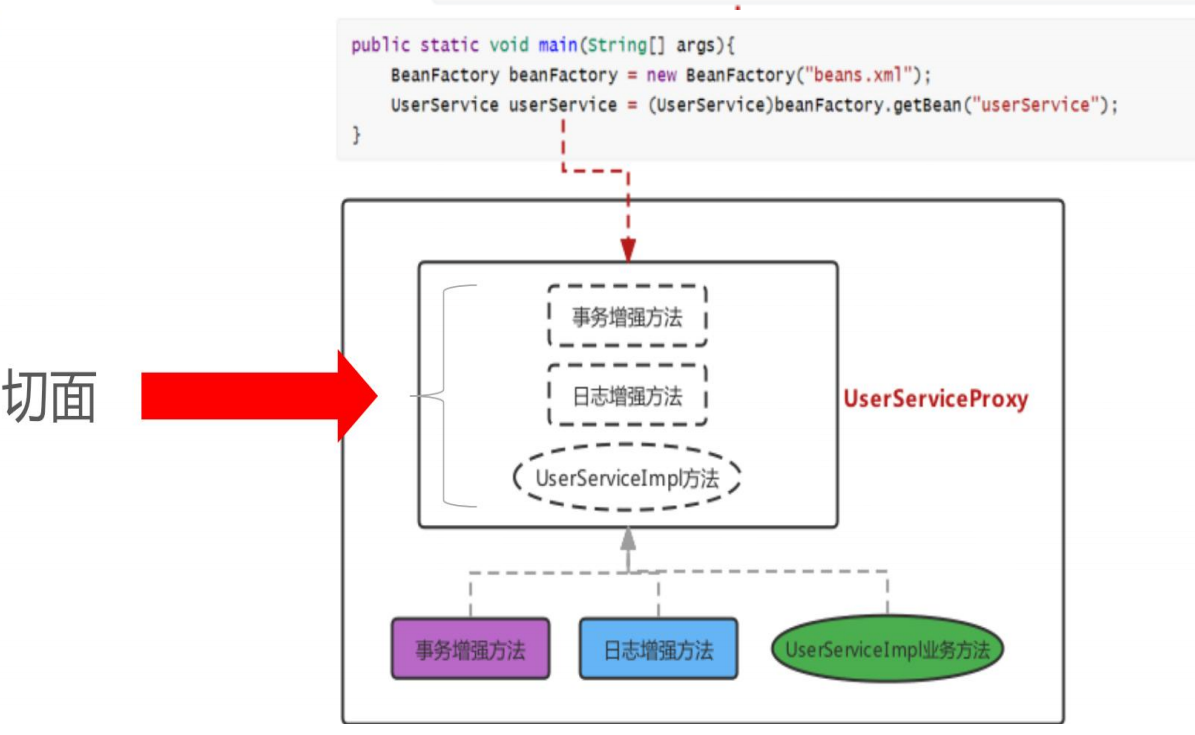 public static void main(String[] args){
BeanFactory beanFactory = new BeanFactory("beans.xml");
UserService userService = (UserService)beanFactory.getBean("userService");
}
事务增强方法
切面
日志增强方法
UserServiceProxy
UserServiceImpl方法
事务增强方法
日志增强方法
UserServiceImpl业务方法